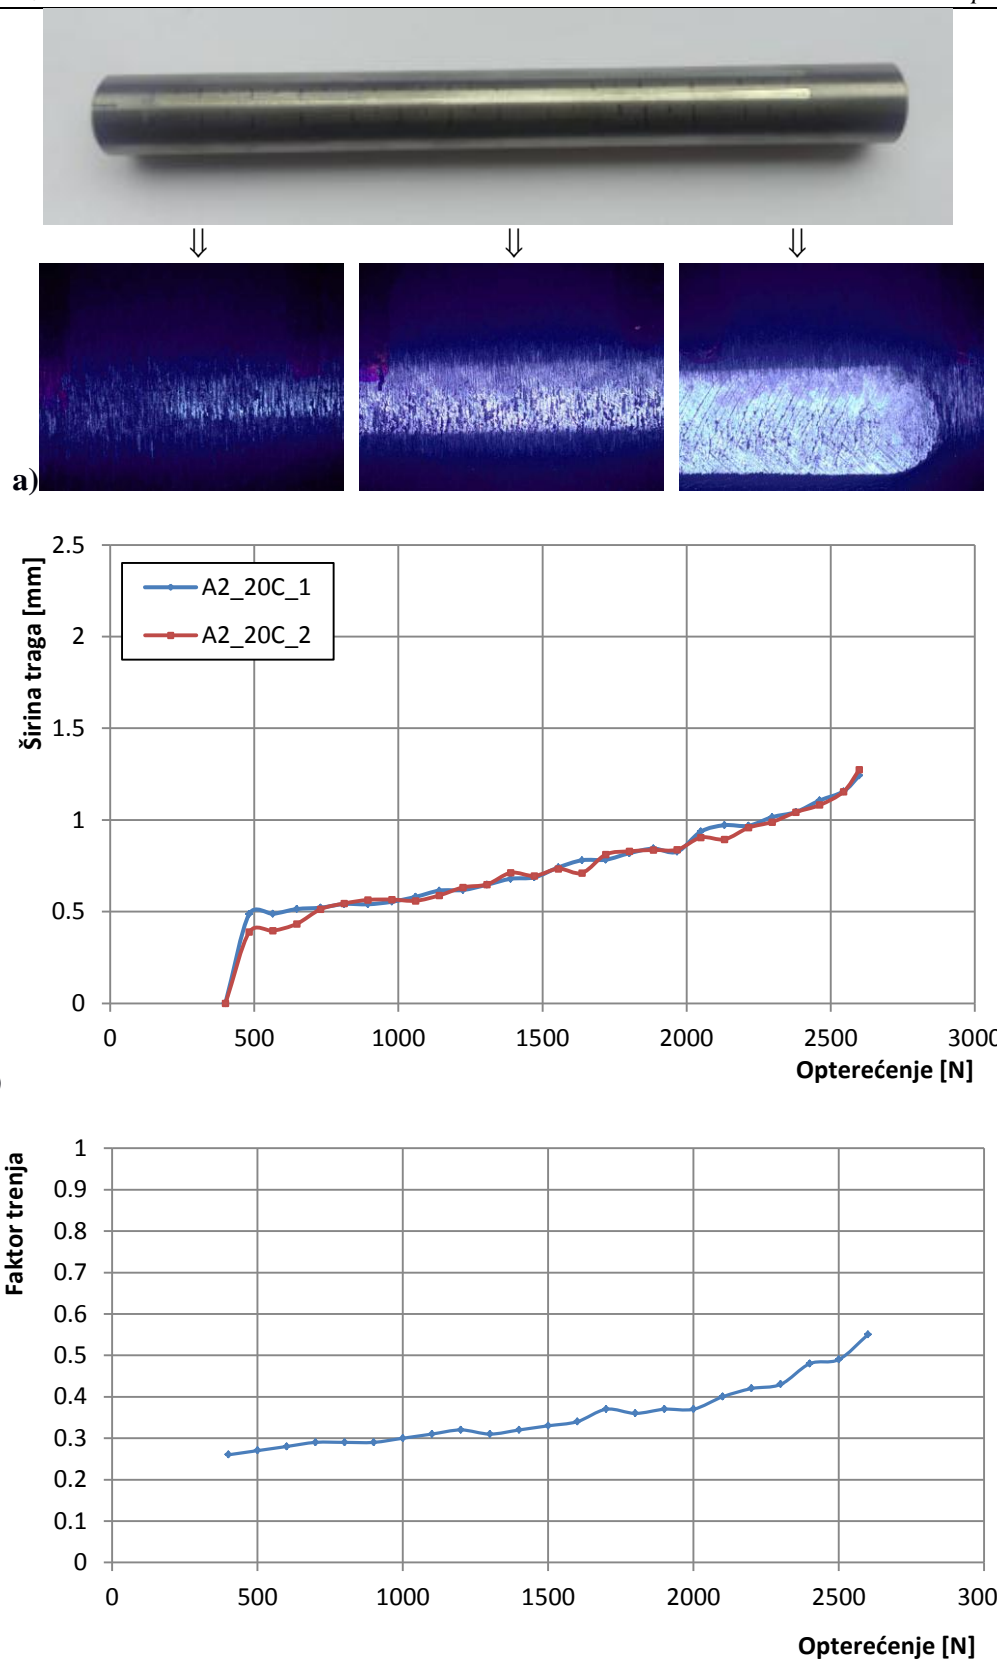 ⇓ ⇓ ⇓
a)
2.5
2
1.5
1
0.5
0
Širina traga [mm]
A2_20C_1
A2_20C_2
0 500 1000 1500 2000 2500 3000
Opterećenje [N]
)
1
0.9
0.8
0.7
0.6
0.5
0.4
0.3
0.2
0.1
0
Faktor trenja
0 500 1000 1500 2000 2500 300
Opterećenje [N]